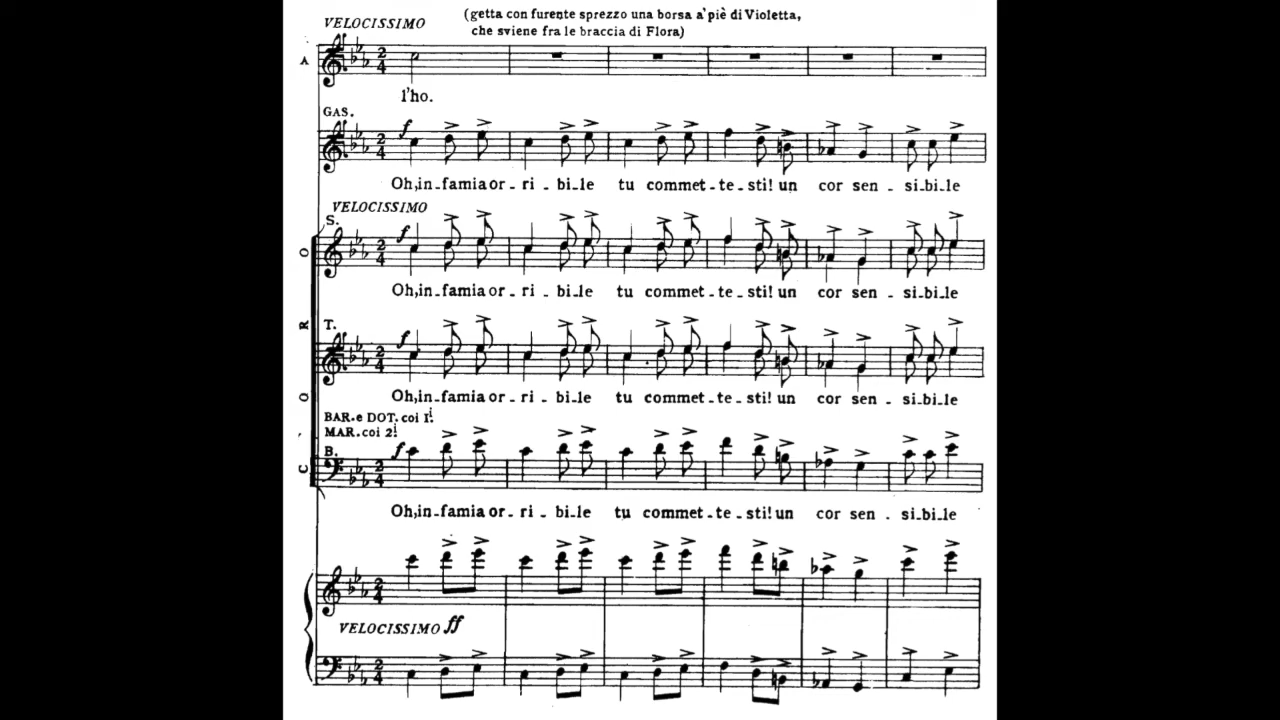 VELOCISSIMO
(getta con furente sprezzo una borsa a'piè di Violetta,
che sviene fra le braccia di Flora)
A
l'ho.
GAS.
f
Oh,in-famia or-ri-bi-le tu commet-te-sti! un cor sen-si-bi-le
VELOCISSIMO
S.
f
Oh,in-famia or-ri-bi-le tu commet-te-sti! un cor sen-si-bi-le
T.
f
Oh,in-famia or-ri-bi-le tu commet-te-sti! un cor sen-si-bi-le
CORO
BAR. e DOT. coi 1i
MAR. coi 2i
B.
f
Oh,in-famia or-ri-bi-le tu commet-te-sti! un cor sen-si-bi-le
VELOCISSIMO ff